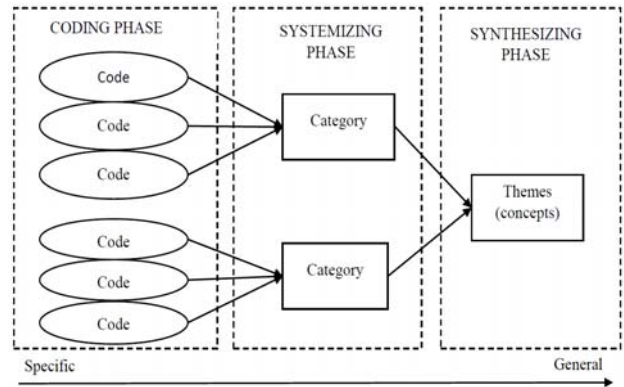 CODING PHASE
Code
Code
Code
Code
Code
Code
SYSTEMIZING
PHASE
Category
Category
SYNTHESIZING
PHASE
Themes
(concepts)
Specific
General